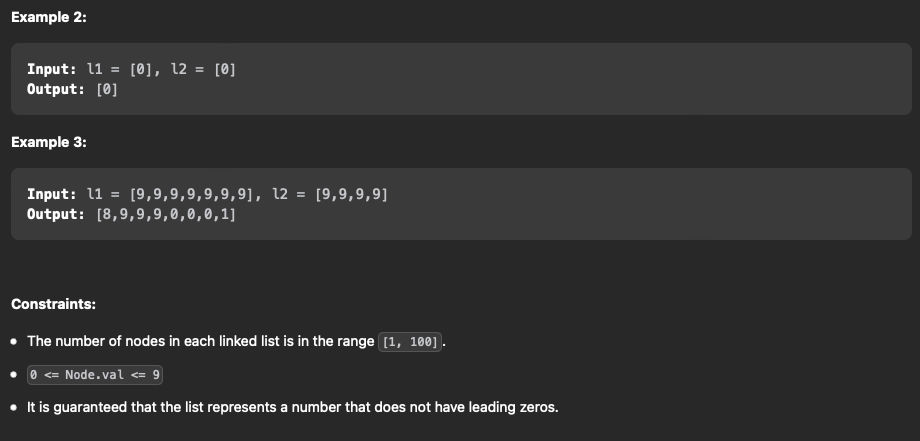 Example 2:
Input: l1 = [0], l2 = [0]
Output: [0]
Example 3:
Input: l1 = [9,9,9,9,9,9,9], l2 = [9,9,9,9]
Output: [8,9,9,9,0,0,0,1]
Constraints:
The number of nodes in each linked list is in the range [1, 100].
0 <= Node.val <= 9
It is guaranteed that the list represents a number that does not have leading zeros.